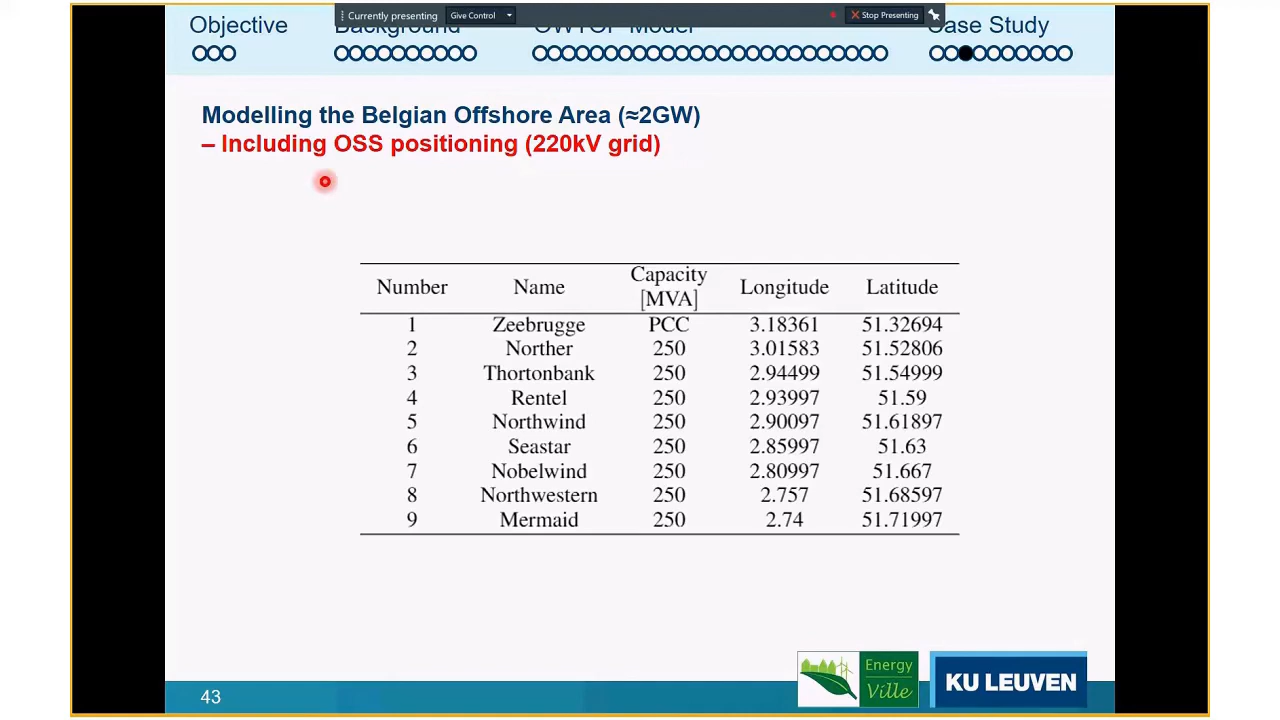 Currently presenting Give Control Stop Presenting
Objective Background OWTOP Model Case Study
Modelling the Belgian Offshore Area (≈2GW)
– Including OSS positioning (220kV grid)
Number Name Capacity [MVA] Longitude Latitude
1 Zeebrugge PCC 3.18361 51.32694
2 Norther 250 3.01583 51.52806
3 Thortonbank 250 2.94499 51.54999
4 Rentel 250 2.93997 51.59
5 Northwind 250 2.90097 51.61897
6 Seastar 250 2.85997 51.63
7 Nobelwind 250 2.80997 51.667
8 Northwestern 250 2.757 51.68597
9 Mermaid 250 2.74 51.71997
43
Energy
Ville
KU LEUVEN